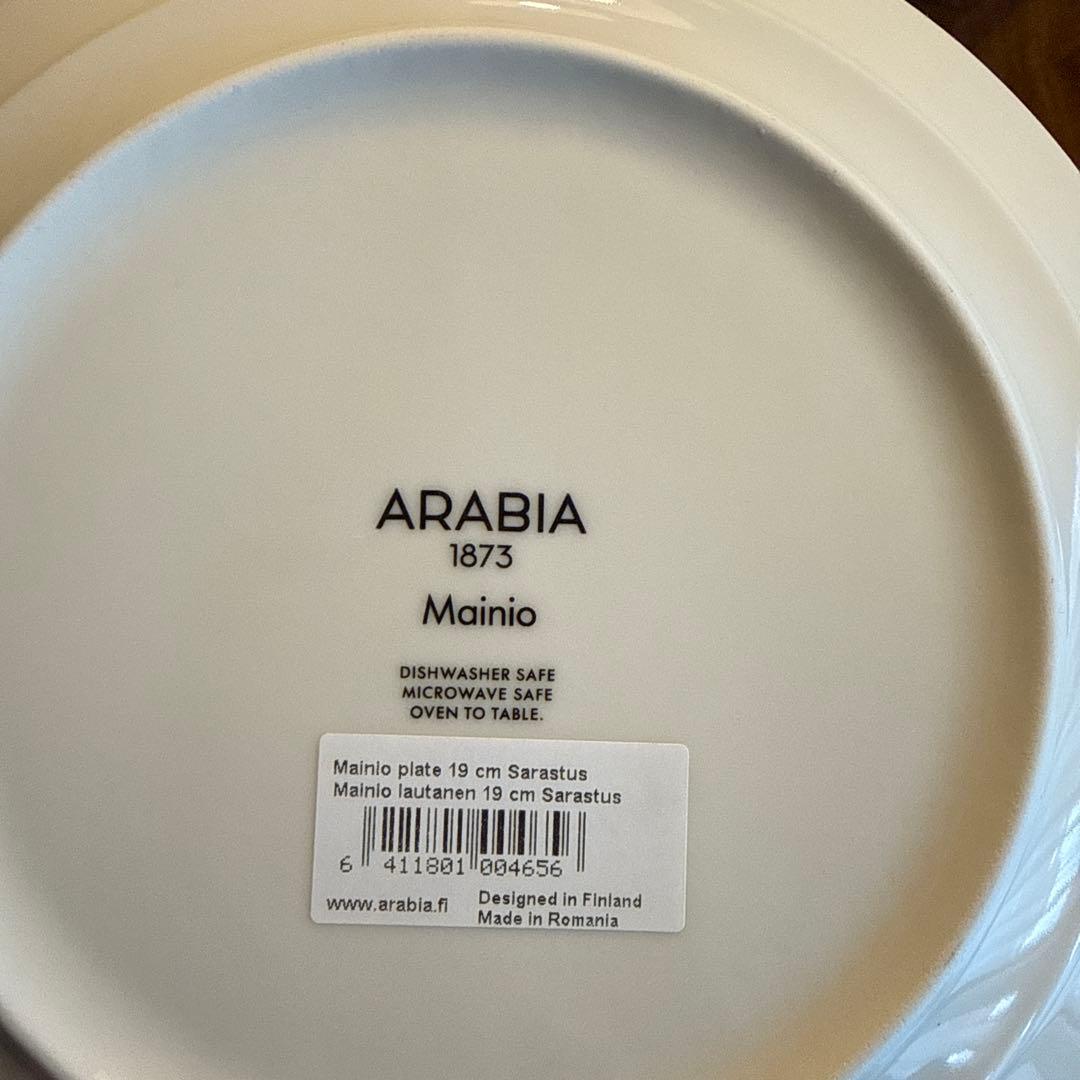 ARABIA
1873
Mainio
DISHWASHER SAFE
MICROWAVE SAFE
OVEN TO TABLE.
Mainio plate 19 cm Sarastus
Mainio lautanen 19 cm Sarastus
6 411801 004656
www.arabia.fi
Designed in Finland
Made in Romania